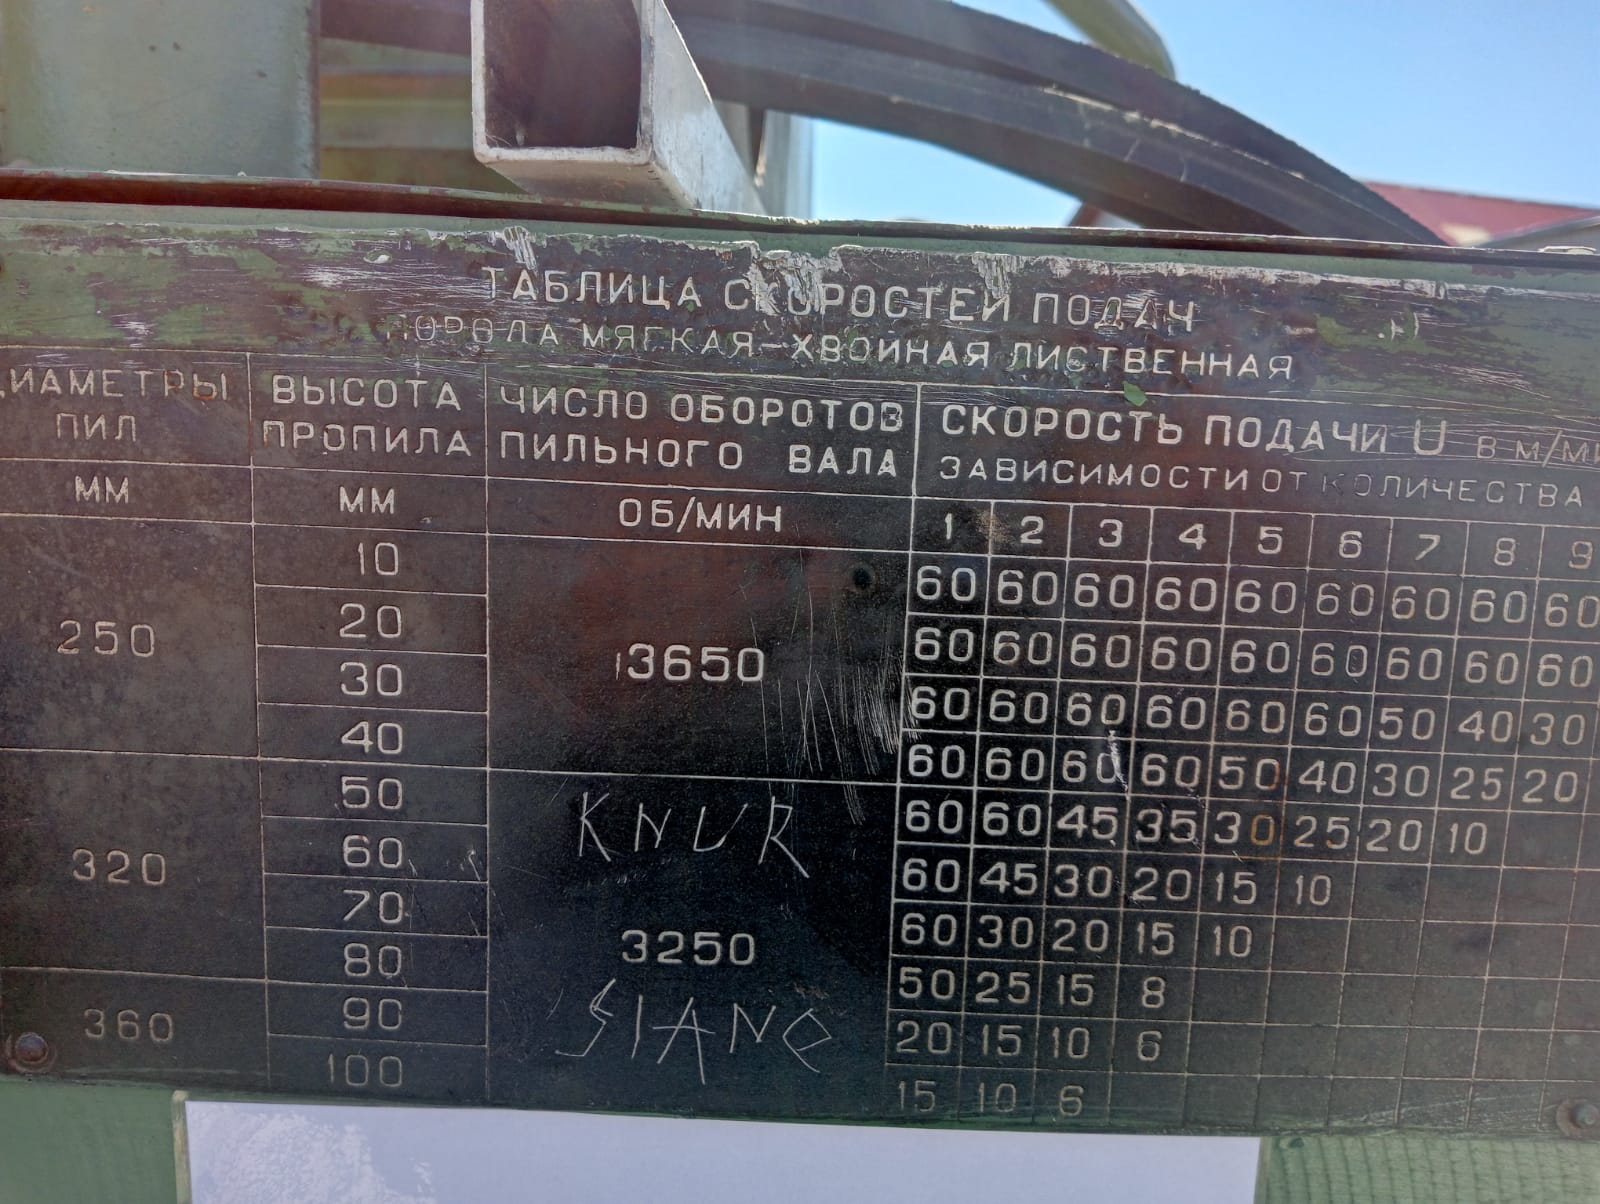 ТАБЛИЦА СКОРОСТЕЙ ПОДАЧ
ПОРОДА МЯГКАЯ-ХВОЙНАЯ ЛИСТВЕННАЯ
ДИАМЕТРЫ ПИЛ
ВЫСОТА ПРОПИЛА
ЧИСЛО ОБОРОТОВ ПИЛЬНОГО ВАЛА
СКОРОСТЬ ПОДАЧИ U В М/МИ
ЗАВИСИМОСТИ ОТ КОЛИЧЕСТВА
ММ ММ ОБ/МИН 1 2 3 4 5 6 7 8 9
10 60 60 60 60 60 60 60 60 60
250 20 3650 60 60 60 60 60 60 60 60 60
30 60 60 60 60 60 60 50 40 30
40 60 60 60 60 50 40 30 25 20
50 KNUR 60 60 45 35 30 25 20 10
320 60 60 45 30 20 15 10
70 3250 60 30 20 15 10
80 50 25 15 8
360 90 SIANO 20 15 10 6
100 15 10 6